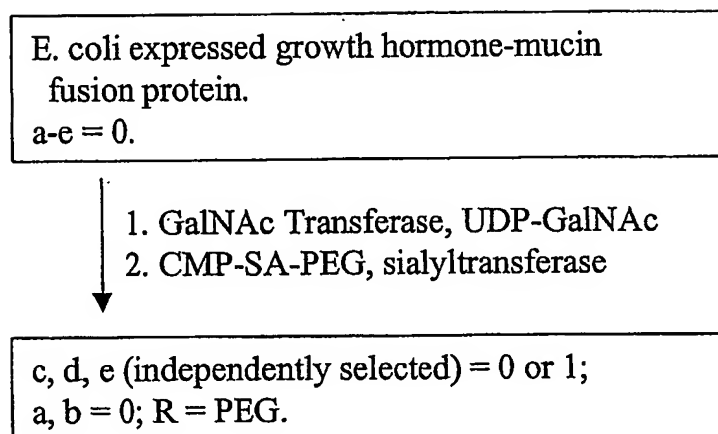 E. coli expressed growth hormone-mucin
fusion protein.
a-e = 0.
1. GalNAc Transferase, UDP-GalNAc
2. CMP-SA-PEG, sialyltransferase
c, d, e (independently selected) = 0 or 1;
a, b = 0; R = PEG.